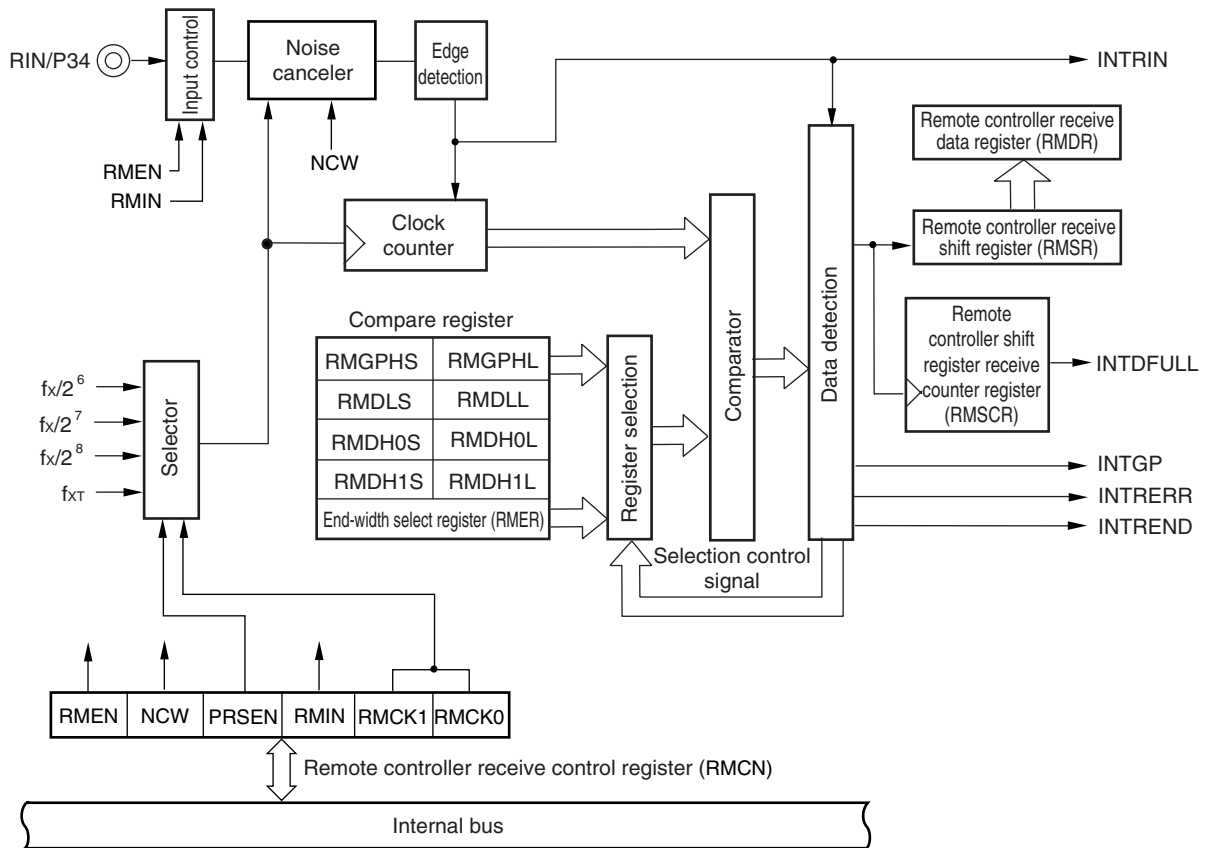 RIN/P34
Input control
Noise
canceler
Edge
detection
INTRIN
RMEN
RMIN
NCW
Remote controller receive
data register (RMDR)
Clock
counter
Remote controller receive
shift register (RMSR)
Compare register
RMGPHS RMGPHL
RMDLS RMDLL
RMDH0S RMDH0L
RMDH1S RMDH1L
End-width select register (RMER)
Register selection
Comparator
Data detection
Remote
controller shift
register receive
counter register
(RMSCR)
INTDFULL
fX/2^6
fX/2^7
fX/2^8
fXT
Selector
INTGP
INTRERR
INTREND
Selection control
signal
RMEN NCW PRSEN RMIN RMCK1 RMCK0
Remote controller receive control register (RMCN)
Internal bus